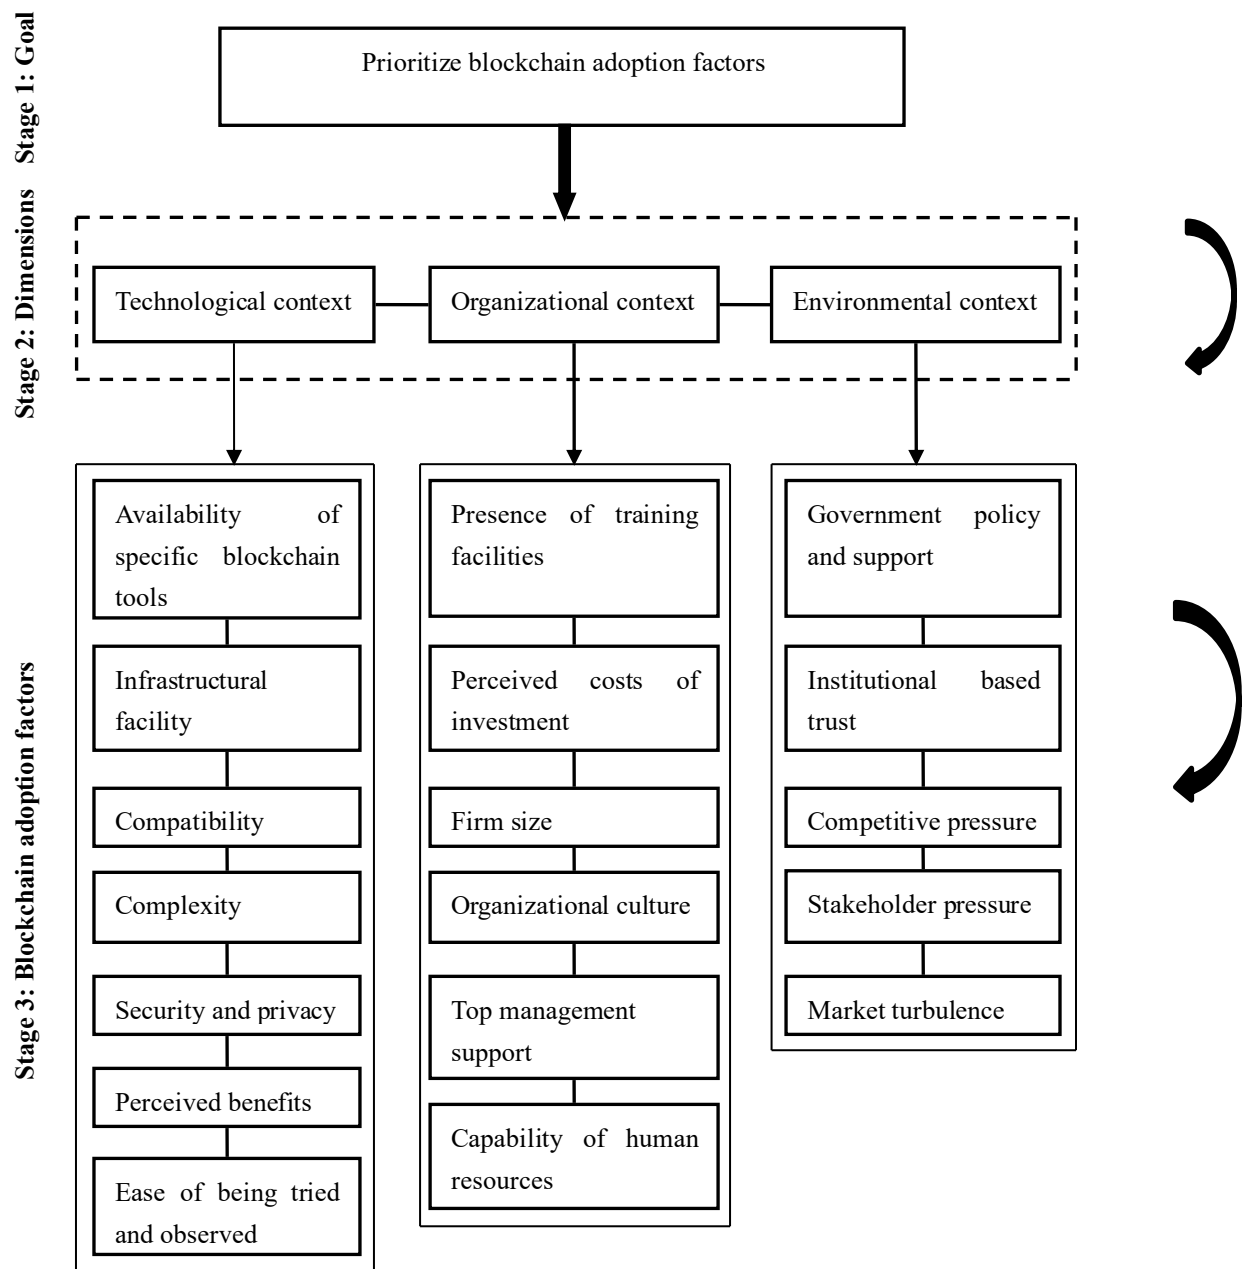 Stage 1: Goal
Prioritize blockchain adoption factors
Stage 2: Dimensions
Technological context
Organizational context
Environmental context
Stage 3: Blockchain adoption factors
Availability of
specific blockchain
tools
Infrastructural
facility
Compatibility
Complexity
Security and privacy
Perceived benefits
Ease of being tried
and observed
Presence of training
facilities
Perceived costs of
investment
Firm size
Organizational culture
Top management
support
Capability of human
resources
Government policy
and support
Institutional based
trust
Competitive pressure
Stakeholder pressure
Market turbulence